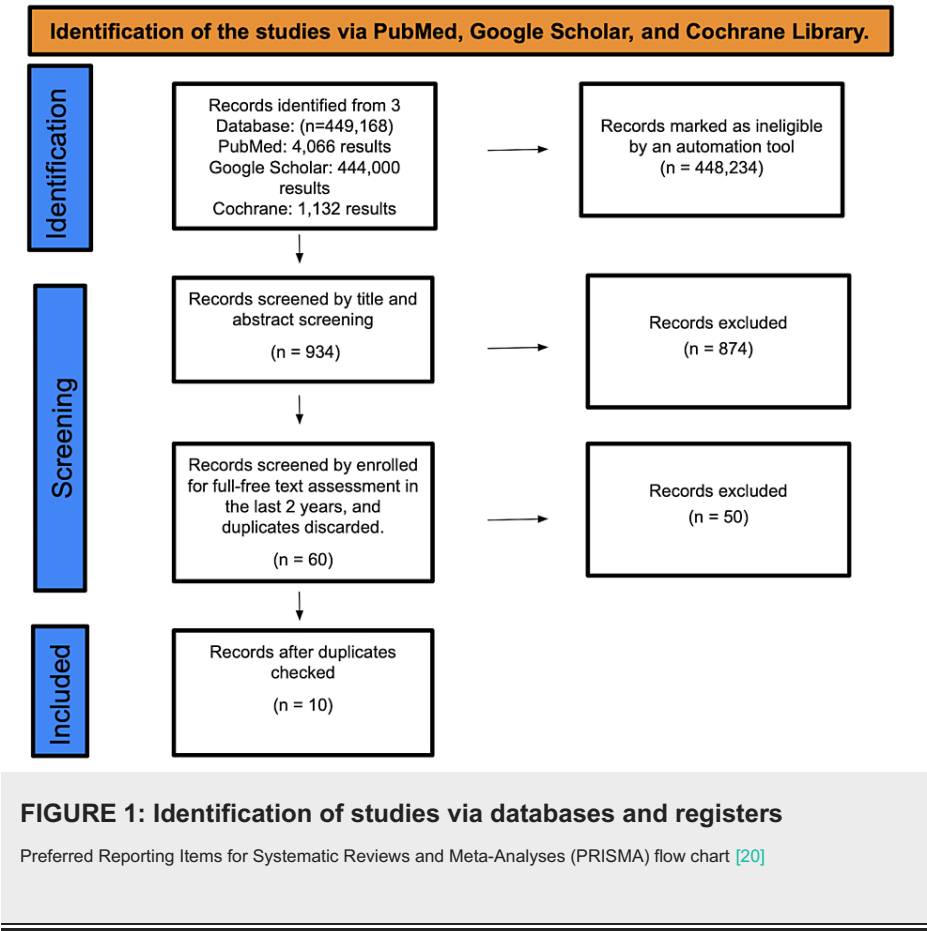 Identification of the studies via PubMed, Google Scholar, and Cochrane Library.
Identification
Records identified from 3
Database: (n=449,168)
PubMed: 4,066 results
Google Scholar: 444,000
results
Cochrane: 1,132 results
Records marked as ineligible
by an automation tool
(n = 448,234)
Screening
Records screened by title and
abstract screening
(n = 934)
Records excluded
(n = 874)
Records screened by enrolled
for full-free text assessment in
the last 2 years, and
duplicates discarded.
(n = 60)
Records excluded
(n = 50)
Included
Records after duplicates
checked
(n = 10)
FIGURE 1: Identification of studies via databases and registers
Preferred Reporting Items for Systematic Reviews and Meta-Analyses (PRISMA) flow chart [20]